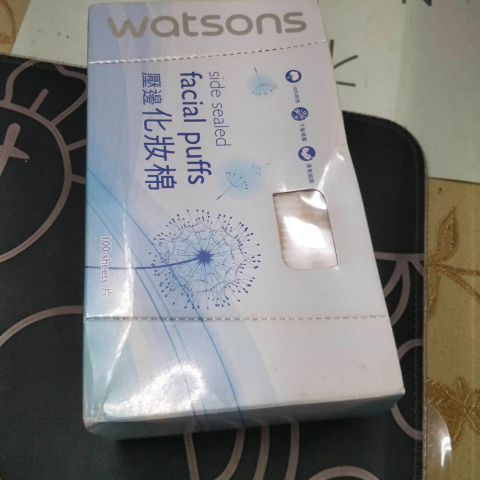 watsons
side sealed
facial puffs
壓邊化妝棉
100 sheets 片